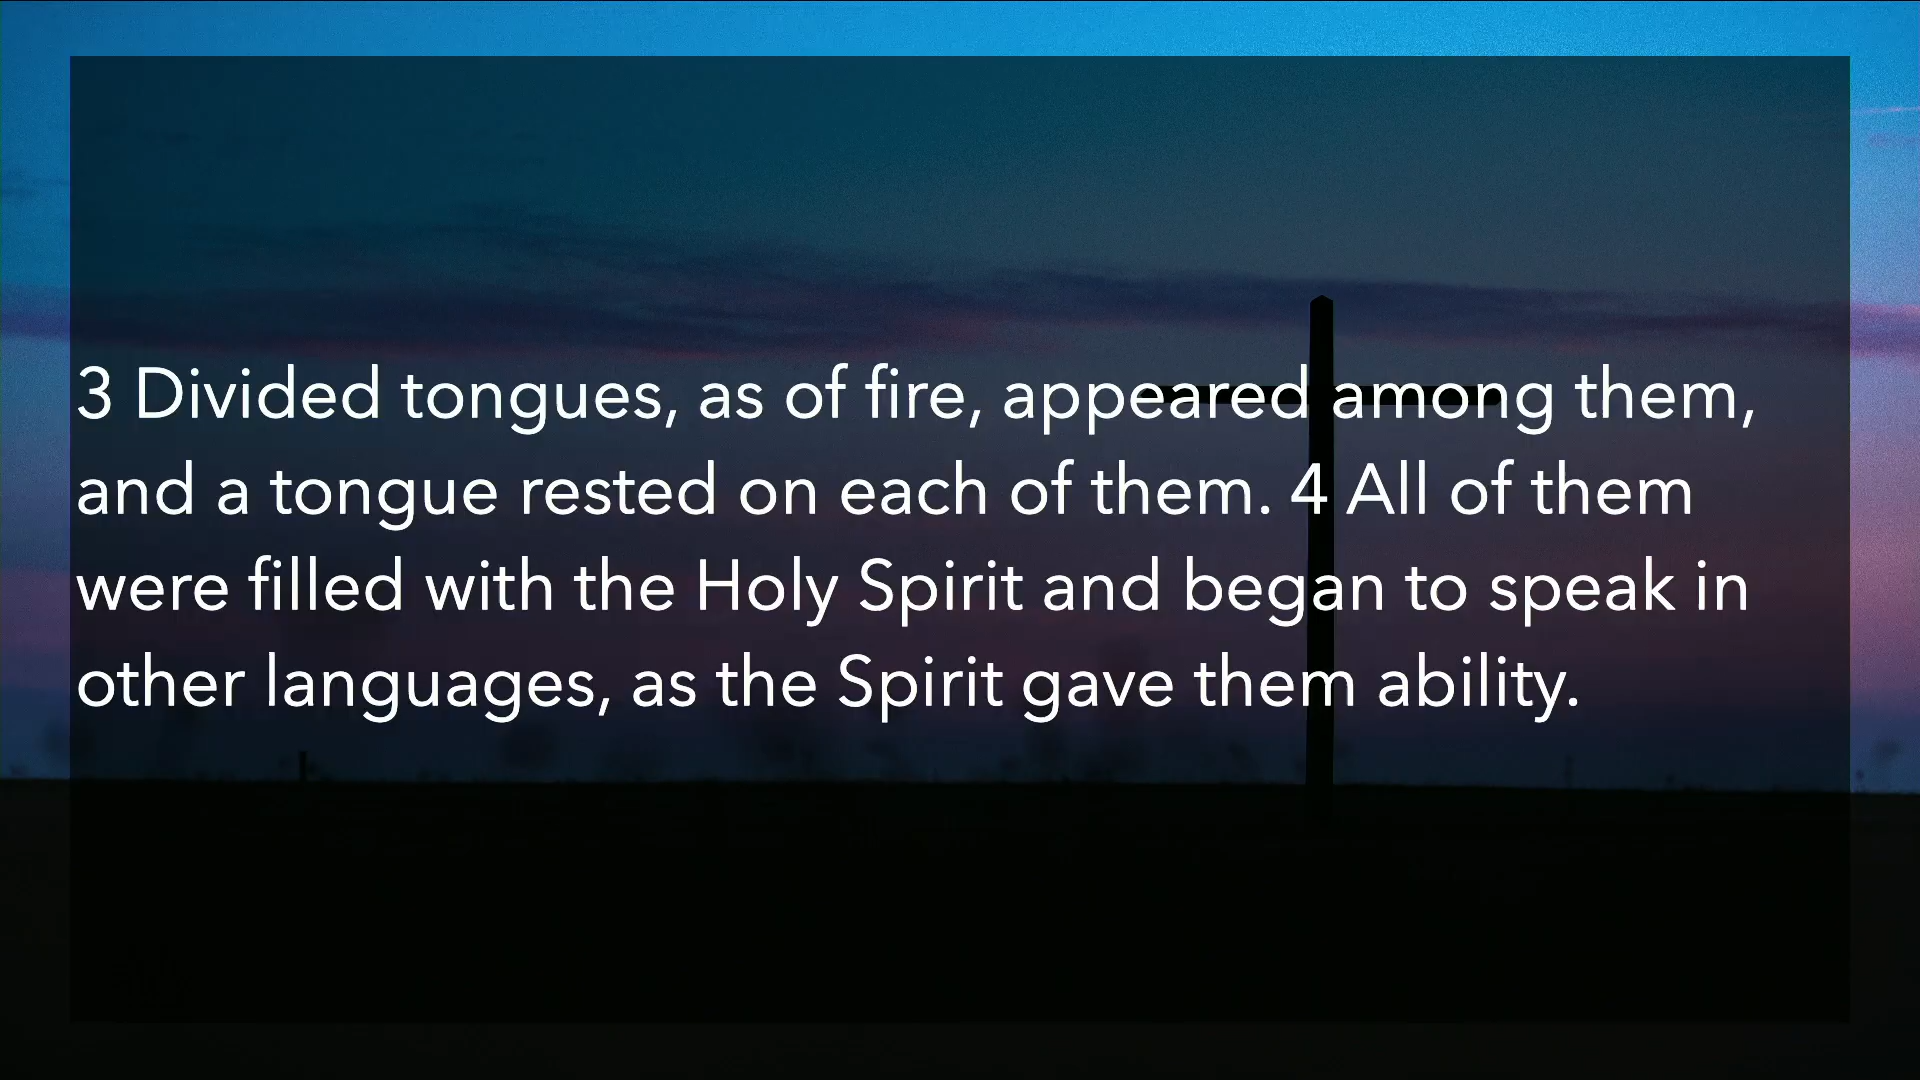 3 Divided tongues, as of fire, appeared among them,
and a tongue rested on each of them. 4 All of them
were filled with the Holy Spirit and began to speak in
other languages, as the Spirit gave them ability.